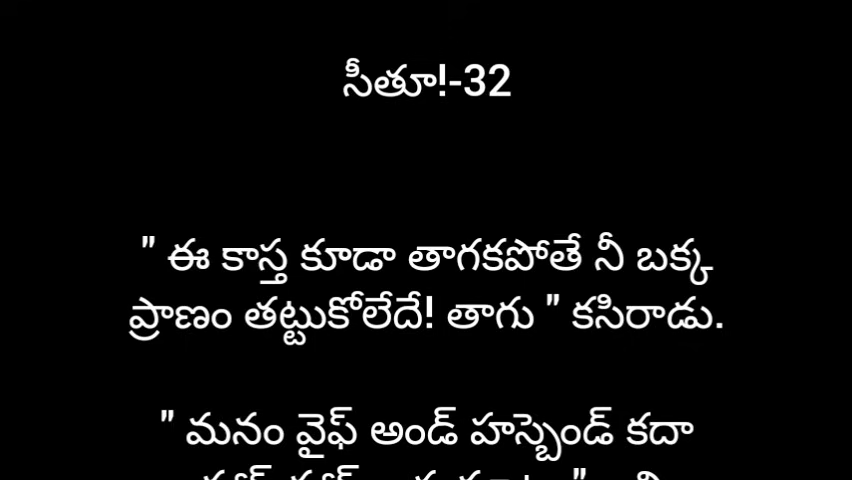 సీతూ!-32
" ఈ కాస్త కూడా తాగకపోతే నీ బక్క
ప్రాణం తట్టుకోలేదే! తాగు " కసిరాడు.
" మనం వైఫ్ అండ్ హస్బెండ్ కదా